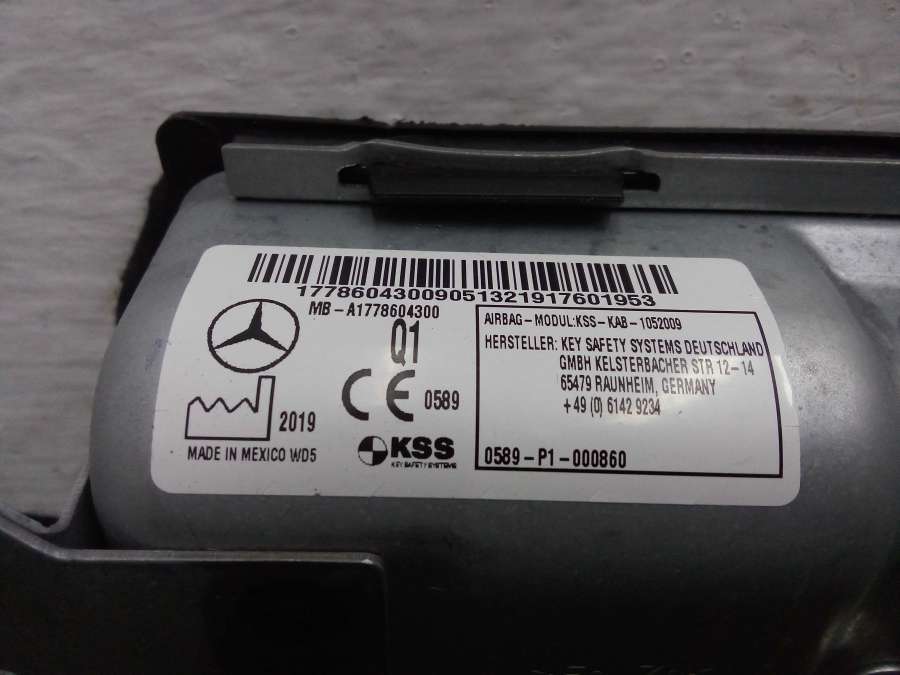 17786043009051321917601953
MB-A1778604300
Q1
CE 0589
2019
MADE IN MEXICO WD5
KSS
KEY SAFETY SYSTEMS
AIRBAG-MODUL:KSS-KAB-1052009
HERSTELLER: KEY SAFETY SYSTEMS DEUTSCHLAND
GMBH KELSTERBACHER STR 12-14
65479 RAUNHEIM, GERMANY
+49 (0) 6142 9234
0589-P1-000860